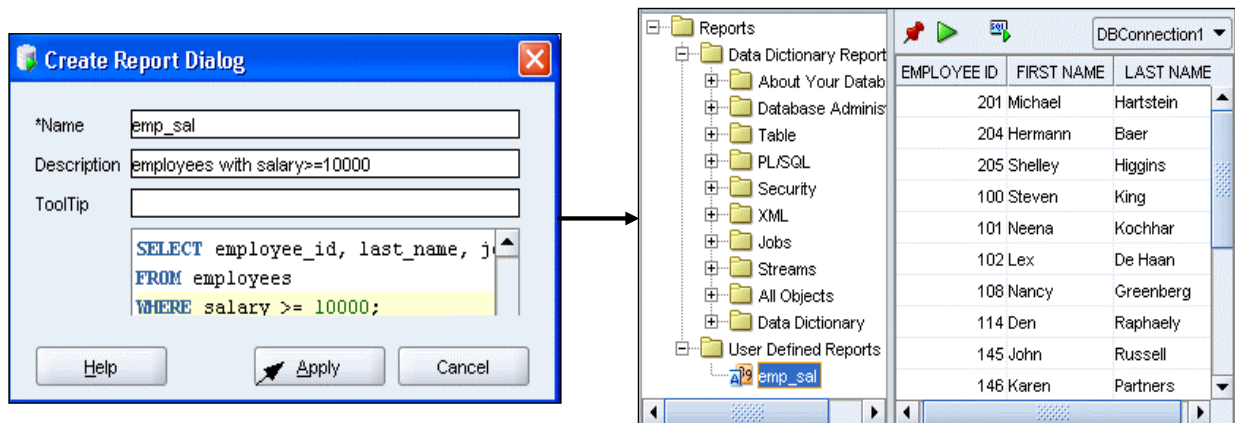 Create Report Dialog
*Name emp_sal
Description employees with salary>=10000
ToolTip
SELECT employee_id, last_name, j
FROM employees
WHERE salary >= 10000;
Help Apply Cancel
Reports
Data Dictionary Report
About Your Datab
Database Adminis
Table
PL/SQL
Security
XML
Jobs
Streams
All Objects
Data Dictionary
User Defined Reports
emp_sal
SQL DBConnection1
EMPLOYEE ID FIRST NAME LAST NAME
201 Michael Hartstein
204 Hermann Baer
205 Shelley Higgins
100 Steven King
101 Neena Kochhar
102 Lex De Haan
108 Nancy Greenberg
114 Den Raphaely
145 John Russell
146 Karen Partners